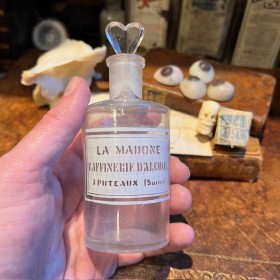 LA MADONE
RAFFINERIE D'ALCOOL
À PUTEAUX (Seine)